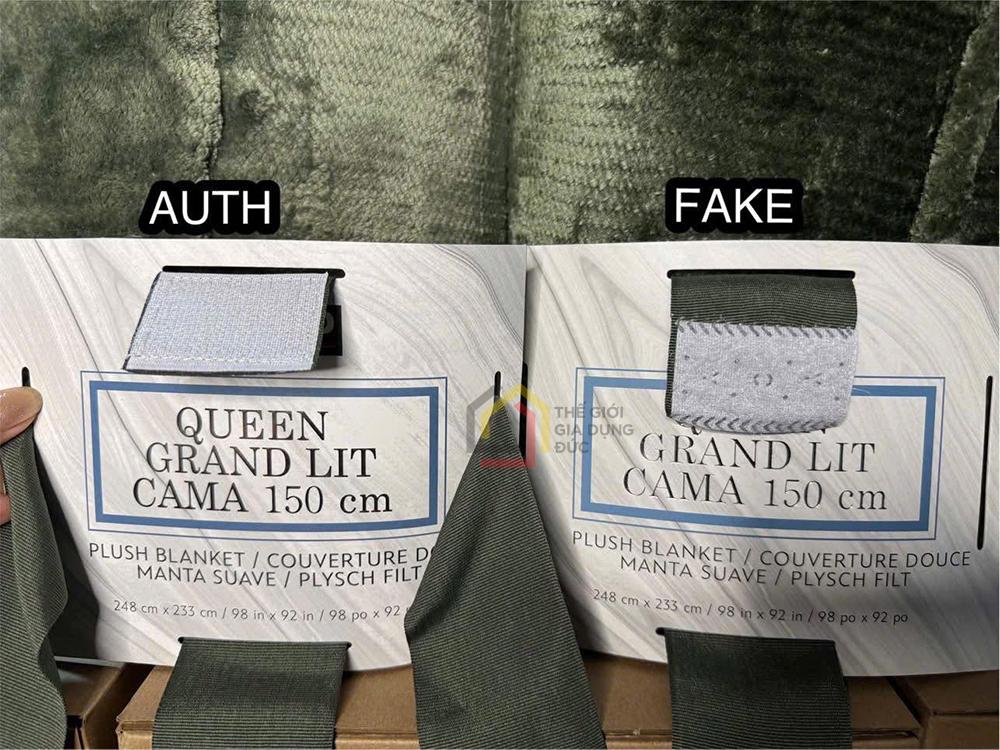 AUTH
QUEEN
GRAND LIT
CAMA 150 cm
PLUSH BLANKET / COUVERTURE DO
MANTA SUAVE / PLYSCH FILT
248 cm x 233 cm / 98 in x 92 in / 98 po x 92
THẾ GIỚI
GIA DỤNG
ĐỨC
FAKE
GRAND LIT
CAMA 150 cm
PLUSH BLANKET / COUVERTURE DOUCE
MANTA SUAVE / PLYSCH FILT
248 cm x 233 cm / 98 in x 92 in / 98 po x 92 po